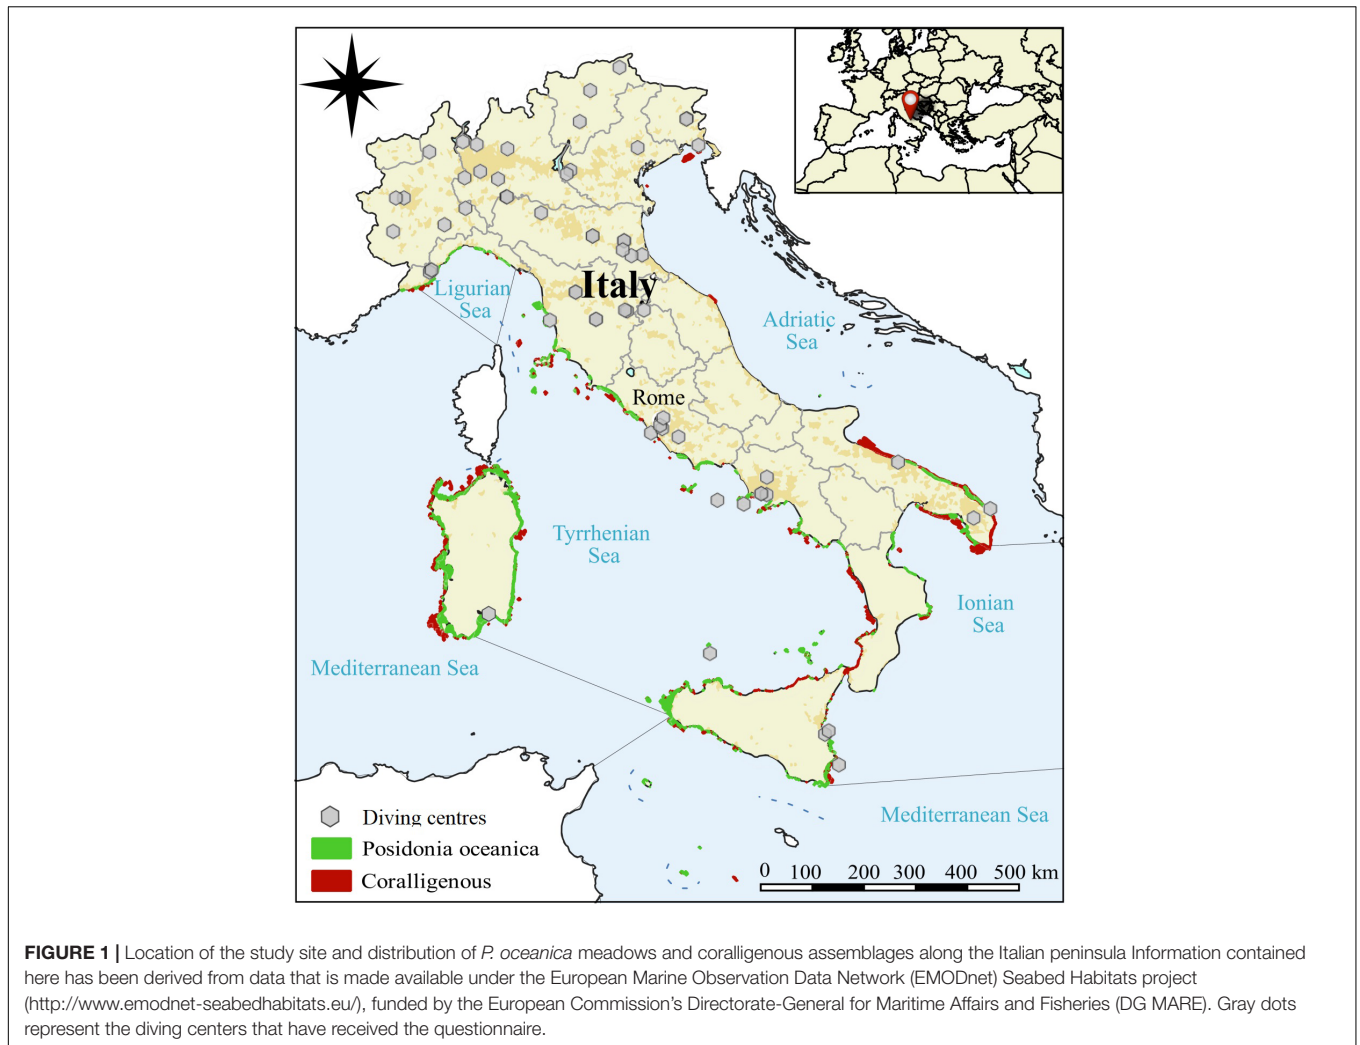 Ligurian
Sea
Italy
Adriatic
Sea
Rome
Tyrrhenian
Sea
Ionian
Sea
Mediterranean Sea
Mediterranean Sea
Diving centres
Posidonia oceanica
Coralligenous
0 100 200 300 400 500 km
FIGURE 1 | Location of the study site and distribution of P. oceanica meadows and coralligenous assemblages along the Italian peninsula Information contained
here has been derived from data that is made available under the European Marine Observation Data Network (EMODnet) Seabed Habitats project
(http://www.emodnet-seabedhabitats.eu/), funded by the European Commission's Directorate-General for Maritime Affairs and Fisheries (DG MARE). Gray dots
represent the diving centers that have received the questionnaire.